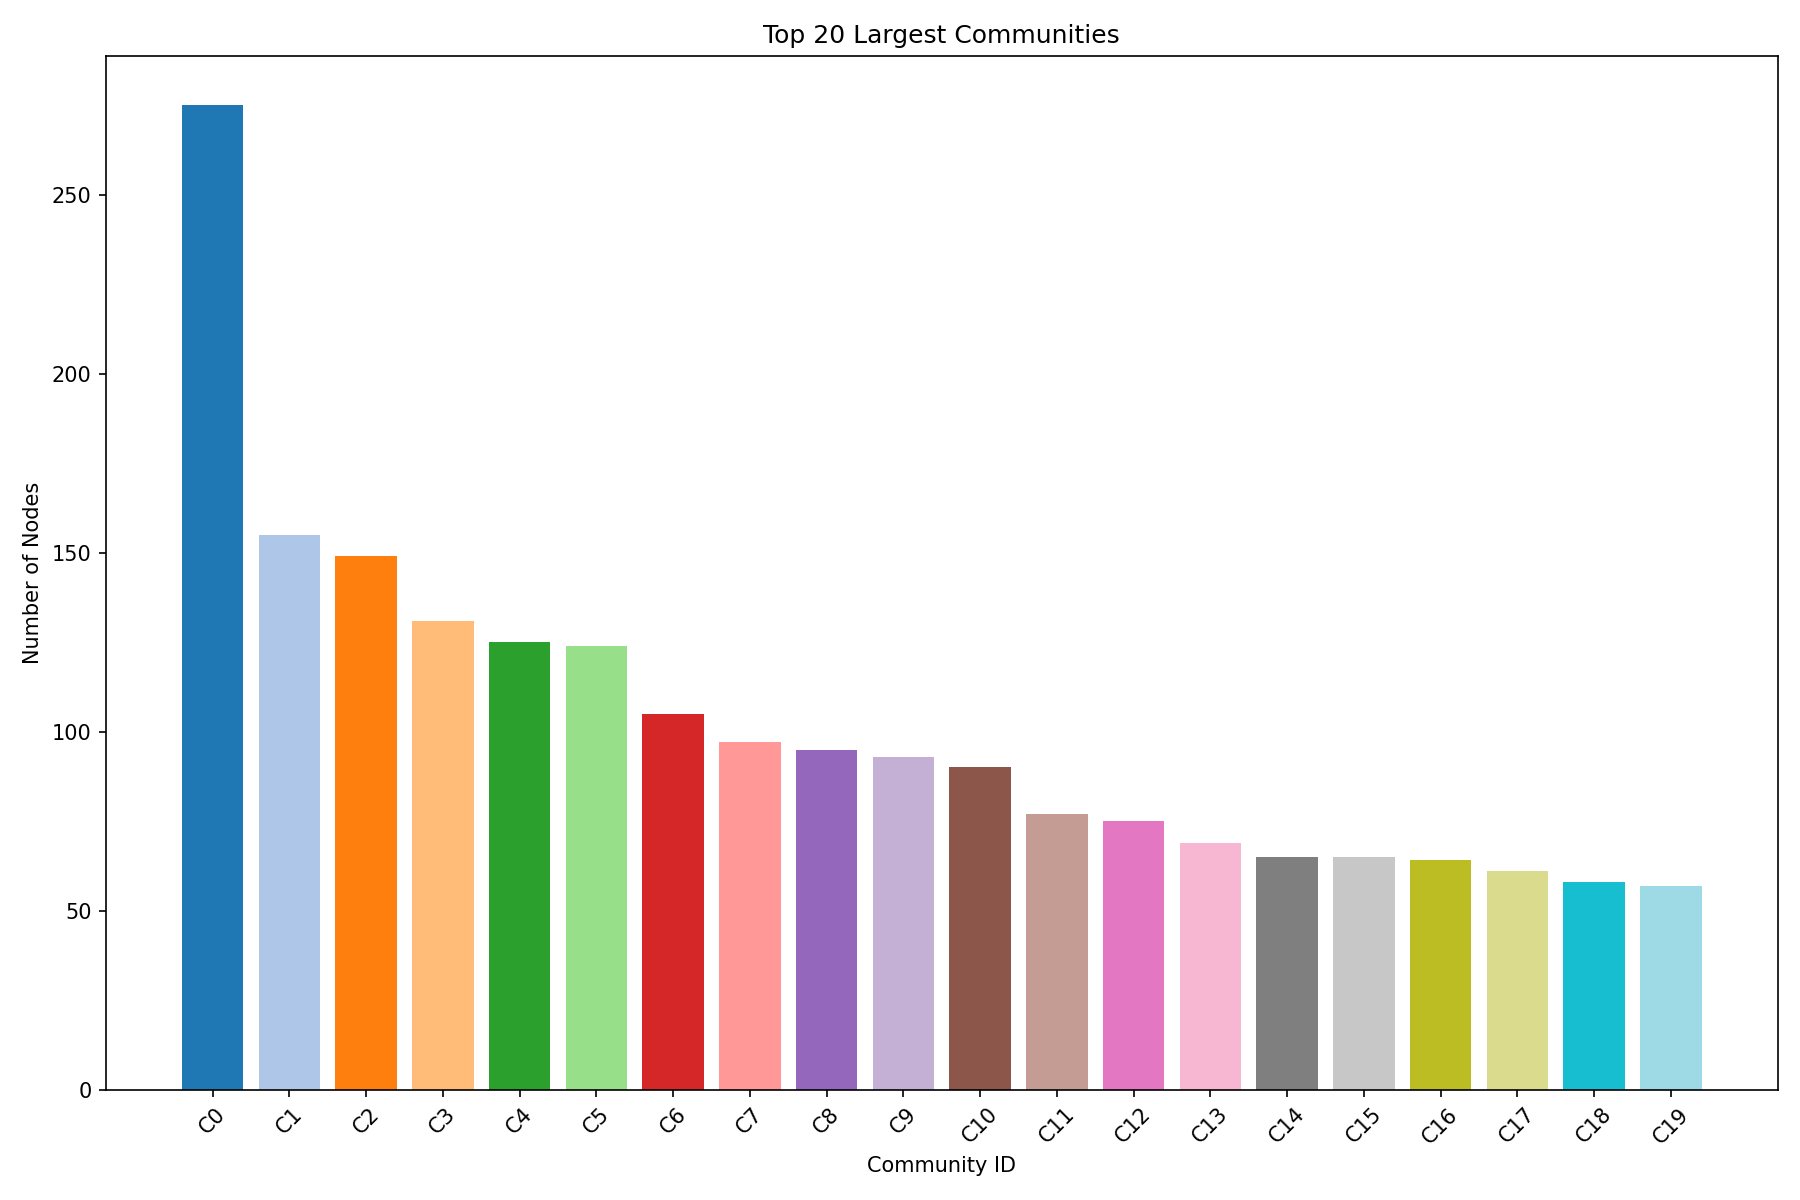 Top 20 Largest Communities
250
200
150
100
50
0
Number of Nodes
C0 C1 C2 C3 C4 C5 C6 C7 C8 C9 C10 C11 C12 C13 C14 C15 C16 C17 C18 C19
Community ID